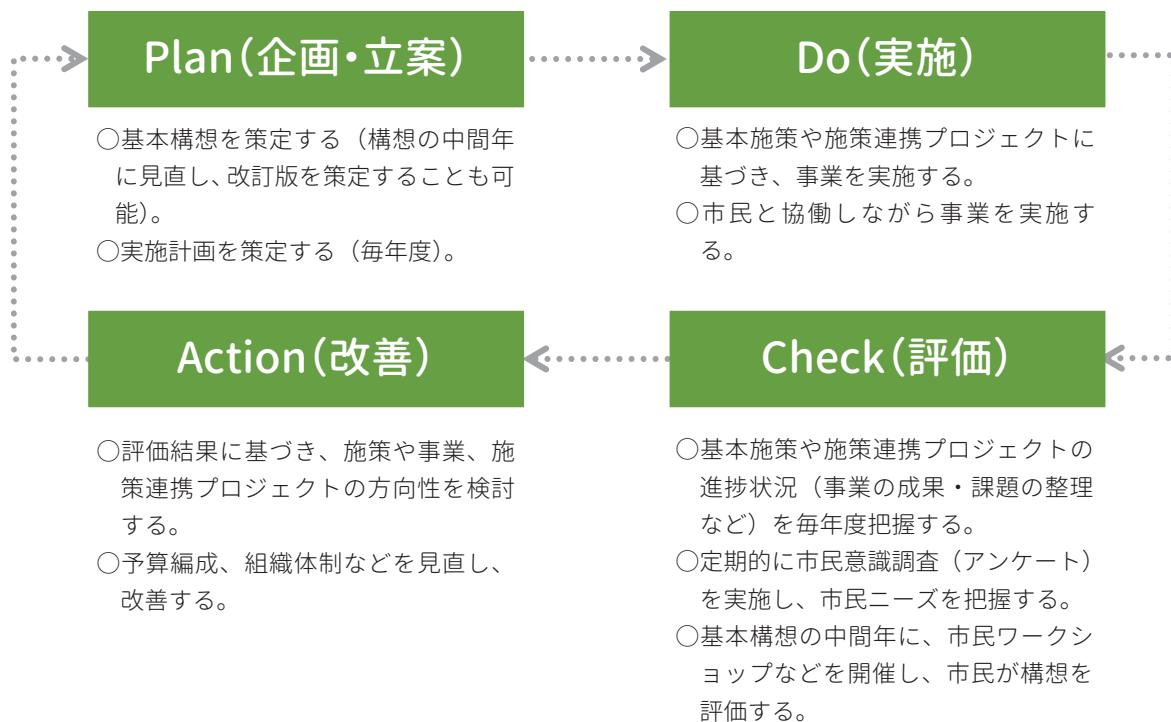 Plan（企画・立案）
○基本構想を策定する（構想の中間年
に見直し、改訂版を策定することも可
能）。
○実施計画を策定する（毎年度）。
Do（実施）
○基本施策や施策連携プロジェクトに
基づき、事業を実施する。
○市民と協働しながら事業を実施す
る。
Action（改善）
○評価結果に基づき、施策や事業、施
策連携プロジェクトの方向性を検討
する。
○予算編成、組織体制などを見直し、
改善する。
Check（評価）
○基本施策や施策連携プロジェクトの
進捗状況（事業の成果・課題の整理
など）を毎年度把握する。
○定期的に市民意識調査（アンケート）
を実施し、市民ニーズを把握する。
○基本構想の中間年に、市民ワークシ
ョップなどを開催し、市民が構想を
評価する。